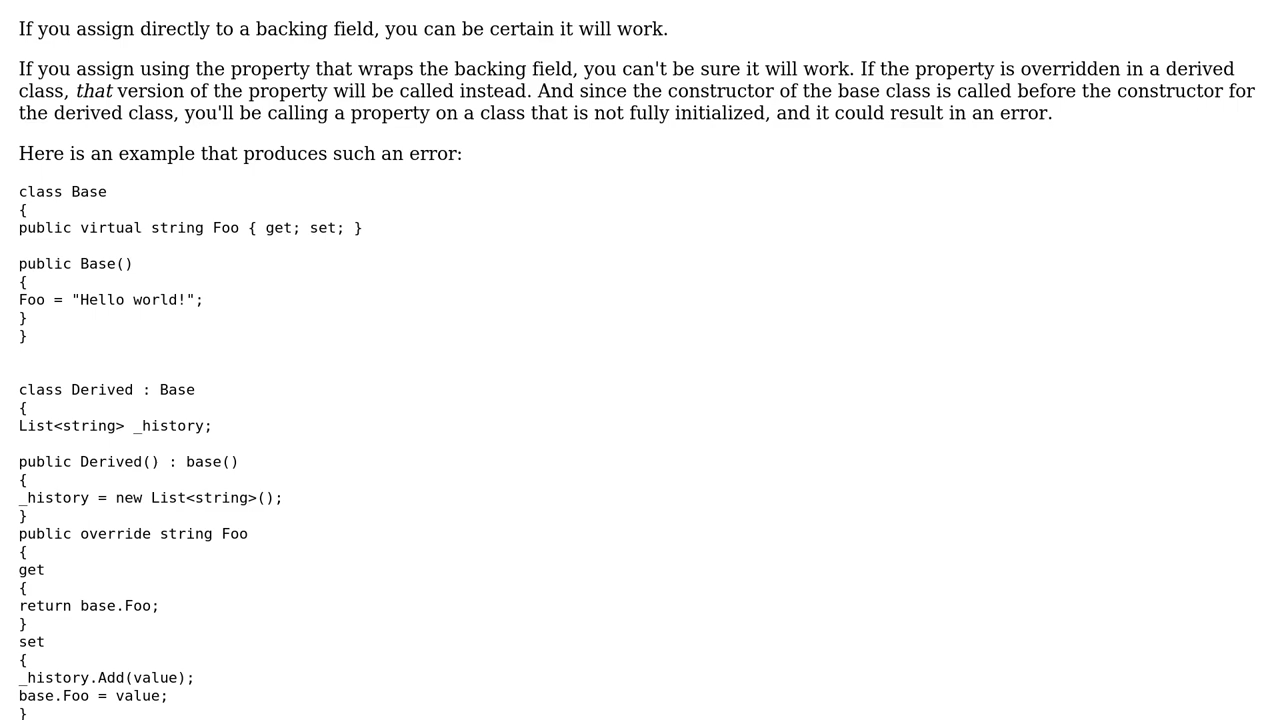 If you assign directly to a backing field, you can be certain it will work.
If you assign using the property that wraps the backing field, you can't be sure it will work. If the property is overridden in a derived
class, that version of the property will be called instead. And since the constructor of the base class is called before the constructor for
the derived class, you'll be calling a property on a class that is not fully initialized, and it could result in an error.
Here is an example that produces such an error:
class Base
{
public virtual string Foo { get; set; }
public Base()
{
Foo = "Hello world!";
}
}
class Derived : Base
{
List<string> _history;
public Derived() : base()
{
_history = new List<string>();
}
public override string Foo
{
get
{
return base.Foo;
}
set
{
_history.Add(value);
base.Foo = value;
}